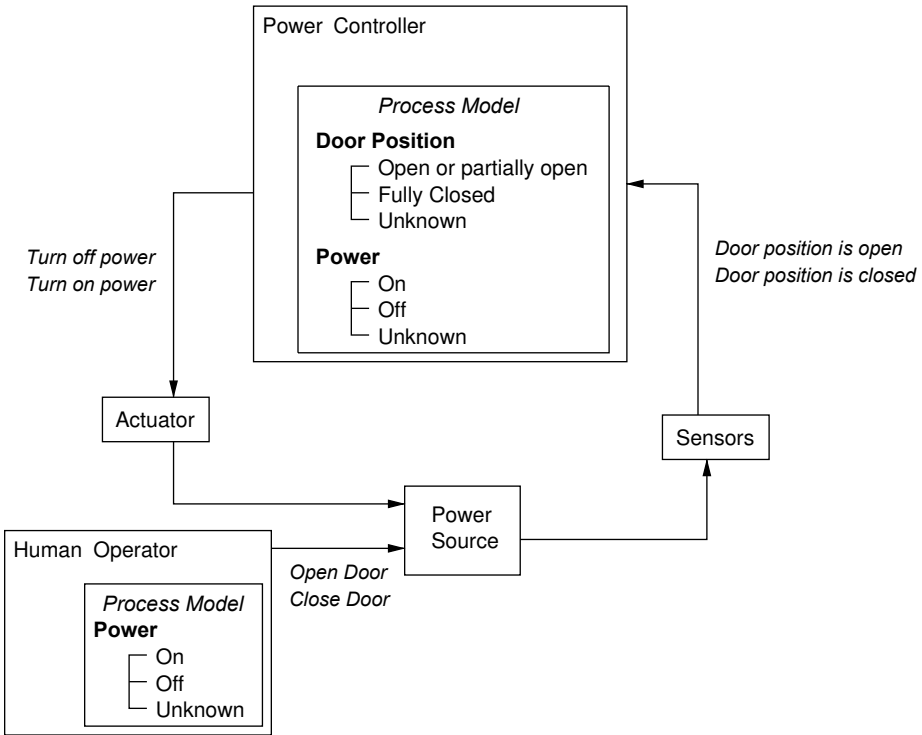 Power Controller
Process Model
Door Position
Open or partially open
Fully Closed
Unknown
Power
On
Off
Unknown
Turn off power
Turn on power
Door position is open
Door position is closed
Actuator
Sensors
Power
Source
Human Operator
Open Door
Close Door
Process Model
Power
On
Off
Unknown